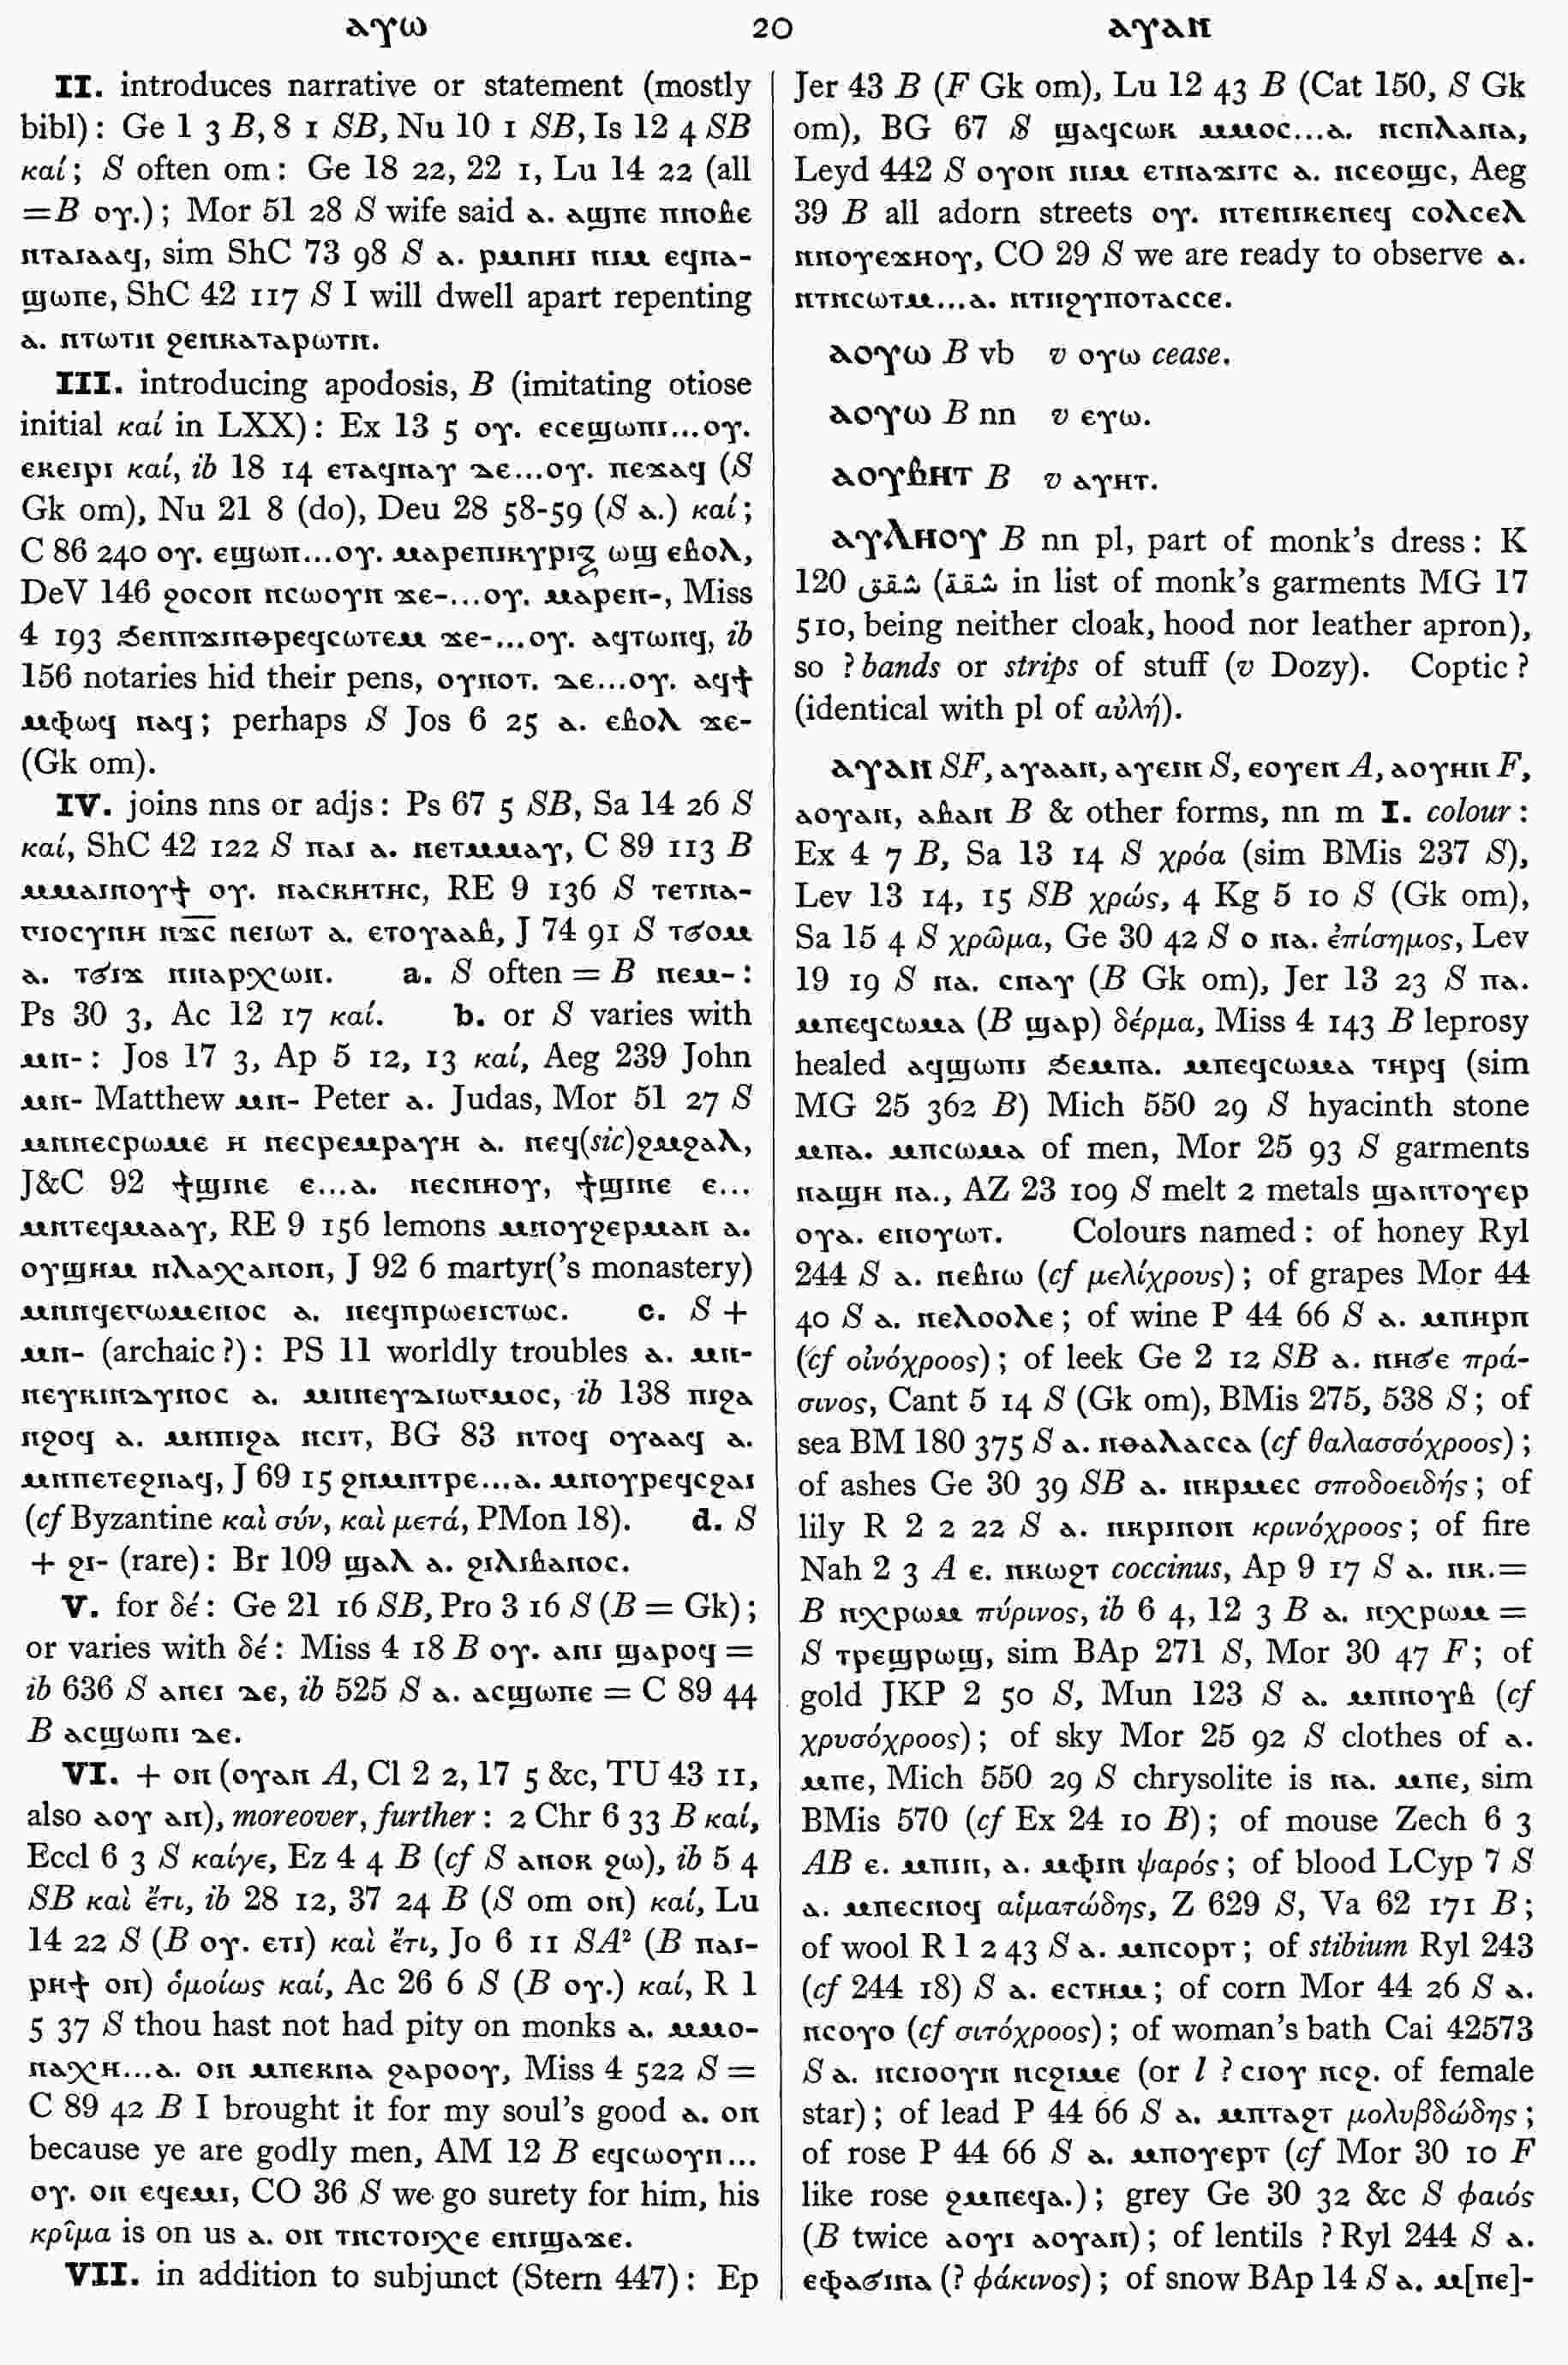 ⲁⲩⲱ 20 ⲁⲩⲁⲛ
II. introduces narrative or statement (mostly
bibl): Ge 1 3 B, 8 1 SB, Nu 10 1 SB, Is 12 4 SB
καί; S often om: Ge 18 22, 22 1, Lu 14 22 (all
=B ⲟⲩ.); Mor 51 28 S wife said ⲁ. ⲁϣⲡⲉ ⲡⲛⲟⲃⲉ
ⲛⲧⲁⲓⲁⲁϥ, sim ShC 73 98 S ⲁ. ⲣⲙⲛⲏⲓ ⲛⲓⲙ ⲉϥⲛⲁ-
ϣⲱⲡⲉ, ShC 42 117 S I will dwell apart repenting
ⲁ. ⲛⲧⲱⲧⲛ ϩⲉⲛⲕⲁⲧⲁⲣⲱⲧⲛ.
III. introducing apodosis, B (imitating otiose
initial καί in LXX): Ex 13 5 ⲟⲩ. ⲉⲥⲉϣⲱⲡⲓ...ⲟⲩ.
ⲉⲕⲉⲓⲣⲓ καί, ib 18 14 ⲉⲧⲁϥⲛⲁⲩ ⲇⲉ...ⲟⲩ. ⲡⲉϫⲁϥ (S
Gk om), Nu 21 8 (do), Deu 28 58-59 (S ⲁ.) καί;
C 86 240 ⲟⲩ. ⲉϣⲱⲡ...ⲟⲩ. ⲙⲁⲣⲉⲡⲓⲕⲩⲣⲓⲝ ⲱϣ ⲉⲃⲟⲗ,
DeV 146 ϩⲟⲥⲟⲛ ⲛⲥⲱⲟⲩⲛ ϫⲉ-...ⲟⲩ. ⲙⲁⲣⲉⲛ-, Miss
4 193 ϧⲉⲛⲡϫⲓⲛⲑⲣⲉϥⲥⲱⲧⲉⲙ ϫⲉ-...ⲟⲩ. ⲁϥⲧⲱⲛϥ, ib
156 notaries hid their pens, ⲟⲩⲛⲟⲧ. ⲇⲉ...ⲟⲩ. ⲁϥϯ
ⲙⲫⲱϥ ⲛⲁϥ; perhaps S Jos 6 25 ⲁ. ⲉⲃⲟⲗ ϫⲉ-
(Gk om).
IV. joins nns or adjs: Ps 67 5 SB, Sa 14 26 S
καί, ShC 42 122 S ⲡⲁⲓ ⲁ. ⲡⲉⲧⲙⲙⲁⲩ, C 89 113 B
ⲙⲙⲁⲓⲛⲟⲩϯ ⲟⲩ. ⲛⲁⲥⲕⲏⲧⲏⲥ, RE 9 136 S ⲧⲉⲧⲛⲁ-
ⲅⲓⲟⲥⲩⲛⲏ ⲛϫ̅ⲥ̅ ⲛⲉⲓⲱⲧ ⲁ. ⲉⲧⲟⲩⲁⲁⲃ, J 74 91 S ⲧϭⲟⲙ
ⲁ. ⲧϭⲓϫ ⲛⲛⲁⲣⲭⲱⲛ. a. S often = B ⲛⲉⲙ-:
Ps 30 3, Ac 12 17 καί. b. or S varies with
ⲙⲛ-: Jos 17 3, Ap 5 12, 13 καί, Aeg 239 John
ⲙⲛ- Matthew ⲙⲛ- Peter ⲁ. Judas, Mor 51 27 S
ⲙⲛⲛⲉⲥⲣⲱⲙⲉ ⲏ ⲛⲉⲥⲣⲉⲙⲣⲁⲩⲏ ⲁ. ⲛⲉϥ(sic)ϩⲙϩⲁⲗ,
J&C 92 ϯϣⲓⲛⲉ ⲉ...ⲁ. ⲛⲉⲥⲛⲏⲟⲩ, ϯϣⲓⲛⲉ ⲉ...
ⲙⲛⲧⲉϥⲙⲁⲁⲩ, RE 9 156 lemons ⲙⲛⲟⲩϩⲉⲣⲙⲁⲛ ⲁ.
ⲟⲩϣⲏⲙ ⲛⲗⲁⲭⲁⲛⲟⲛ, J 92 6 martyr('s monastery)
ⲙⲛⲡϥⲉⲅⲱⲙⲉⲛⲟⲥ ⲁ. ⲡⲉϥⲡⲣⲱⲉⲓⲥⲧⲱⲥ. c. S +
ⲙⲛ- (archaic?): PS 11 worldly troubles ⲁ. ⲙⲛ-
ⲛⲉⲩⲕⲓⲛⲇⲩⲛⲟⲥ ⲁ. ⲙⲛⲛⲉⲩⲇⲓⲱⲅⲙⲟⲥ, ib 138 ⲡⲓϩⲁ
ⲛϩⲟϥ ⲁ. ⲙⲛⲡⲓϩⲁ ⲛⲥⲓⲧ, BG 83 ⲛⲧⲟϥ ⲟⲩⲁⲁϥ ⲁ.
ⲙⲛⲡⲉⲧⲉϩⲛⲁϥ, J 69 15 ϩⲛⲙⲛⲧⲣⲉ...ⲁ. ⲙⲛⲟⲩⲣⲉϥⲥϩⲁⲓ
(cf Byzantine καὶ σύν, καὶ μετά, PMon 18). d. S
+ ϩⲓ- (rare): Br 109 ϣⲁⲗ ⲁ. ϩⲓⲗⲓⲃⲁⲛⲟⲥ.
V. for δέ: Ge 21 16 SB, Pro 3 16 S (B = Gk);
or varies with δέ: Miss 4 18 B ⲟⲩ. ⲁⲛⲓ ϣⲁⲣⲟϥ =
ib 636 S ⲁⲛⲉⲓ ⲇⲉ, ib 525 S ⲁ. ⲁⲥϣⲱⲡⲉ = C 89 44
B ⲁⲥϣⲱⲡⲓ ⲇⲉ.
VI. + ⲟⲛ (ⲟⲩⲁⲛ A, Cl 2 2, 17 5 &c, TU 43 11,
also ⲁⲟⲩ ⲁⲛ), moreover, further: 2 Chr 6 33 B καί,
Eccl 6 3 S καίγε, Ez 4 4 B (cf S ⲁⲛⲟⲕ ϩⲱ), ib 5 4
SB καὶ ἔτι, ib 28 12, 37 24 B (S om ⲟⲛ) καί, Lu
14 22 S (B ⲟⲩ. ⲉⲧⲓ) καὶ ἔτι, Jo 6 11 SA² (B ⲡⲁⲓ-
ⲣⲏϯ ⲟⲛ) ὁμοίως καί, Ac 26 6 S (B ⲟⲩ.) καί, R 1
5 37 S thou hast not had pity on monks ⲁ. ⲙⲙⲟ-
ⲛⲁⲭⲏ...ⲁ. ⲟⲛ ⲙⲡⲉⲕⲛⲁ ϩⲁⲣⲟⲟⲩ, Miss 4 522 S =
C 89 42 B I brought it for my soul's good ⲁ. ⲟⲛ
because ye are godly men, AM 12 B ⲉϥⲥⲱⲟⲩⲛ...
ⲟⲩ. ⲟⲛ ⲉϥⲉⲙⲓ, CO 36 S we go surety for him, his
κρῖμα is on us ⲁ. ⲟⲛ ⲧⲛⲥⲧⲟⲓⲭⲉ ⲉⲡⲓϣⲁϫⲉ.
VII. in addition to subjunct (Stern 447): Ep
Jer 43 B (F Gk om), Lu 12 43 B (Cat 150, S Gk
om), BG 67 S ϣⲁϥⲥⲱⲕ ⲙⲙⲟⲥ...ⲁ. ⲛⲥⲡⲗⲁⲛⲁ,
Leyd 442 S ⲟⲩⲟⲛ ⲛⲓⲙ ⲉⲧⲛⲁϫⲓⲧⲥ ⲁ. ⲛⲥⲉⲟϣⲥ, Aeg
39 B all adorn streets ⲟⲩ. ⲛⲧⲉⲛⲓⲕⲉⲛⲉϥ ⲥⲟⲗⲥⲉⲗ
ⲛⲛⲟⲩⲉϫⲏⲟⲩ, CO 29 S we are ready to observe ⲁ.
ⲛⲧⲛⲥⲱⲧⲙ...ⲁ. ⲛⲧⲛϩⲩⲡⲟⲧⲁⲥⲥⲉ.
ⲁⲟⲩⲱ B vb v ⲟⲩⲱ cease.
ⲁⲟⲩⲱ B nn v ⲉⲩⲱ.
ⲁⲟⲩⲃⲏⲧ B v ⲁⲩⲏⲧ.
ⲁⲩⲗⲏⲟⲩ B nn pl, part of monk's dress: K
120 شقق (شقة in list of monk's garments MG 17
510, being neither cloak, hood nor leather apron),
so ? bands or strips of stuff (v Dozy). Coptic ?
(identical with pl of αὐλή).
ⲁⲩⲁⲛ SF, ⲁⲩⲁⲁⲛ, ⲁⲩⲉⲓⲛ S, ⲉⲟⲩⲉⲛ A, ⲁⲟⲩⲏⲛ F,
ⲁⲟⲩⲁⲛ, ⲁⲃⲁⲛ B & other forms, nn m I. colour:
Ex 4 7 B, Sa 13 14 S χρόα (sim BMis 237 S),
Lev 13 14, 15 SB χρώς, 4 Kg 5 10 S (Gk om),
Sa 15 4 S χρῶμα, Ge 30 42 S ⲟ ⲛⲁ. ἐπίσημος, Lev
19 19 S ⲛⲁ. ⲥⲛⲁⲩ (B Gk om), Jer 13 23 S ⲡⲁ.
ⲙⲡⲉϥⲥⲱⲙⲁ (B ϣⲁⲣ) δέρμα, Miss 4 143 B leprosy
healed ⲁϥϣⲱⲡⲓ ϧⲉⲙⲡⲁ. ⲙⲡⲉϥⲥⲱⲙⲁ ⲧⲏⲣϥ (sim
MG 25 362 B) Mich 550 29 S hyacinth stone
ⲙⲡⲁ. ⲙⲡⲥⲱⲙⲁ of men, Mor 25 93 S garments
ⲛⲁϣⲏ ⲛⲁ., AZ 23 109 S melt 2 metals ϣⲁⲛⲧⲟⲩⲉⲣ
ⲟⲩⲁ. ⲉⲛⲟⲩⲱⲧ. Colours named: of honey Ryl
244 S ⲁ. ⲛⲉⲃⲓⲱ (cf μελίχρους); of grapes Mor 44
40 S ⲁ. ⲛⲉⲗⲟⲟⲗⲉ; of wine P 44 66 S ⲁ. ⲙⲡⲏⲣⲡ
(cf οἰνόχροος); of leek Ge 2 12 SB ⲁ. ⲛⲏϭⲉ πρά-
σινος, Cant 5 14 S (Gk om), BMis 275, 538 S; of
sea BM 180 375 S ⲁ. ⲛⲑⲁⲗⲁⲥⲥⲁ (cf θαλασσόχροος);
of ashes Ge 30 39 SB ⲁ. ⲛⲕⲣⲙⲉⲥ σποδοειδής; of
lily R 2 2 22 S ⲁ. ⲛⲕⲣⲓⲛⲟⲛ κρινόχροος; of fire
Nah 2 3 A ⲉ. ⲛⲕⲱϩⲧ coccinus, Ap 9 17 S ⲁ. ⲛⲕ.=
B ⲛⲭⲣⲱⲙ πύρινος, ib 6 4, 12 3 B ⲁ. ⲛⲭⲣⲱⲙ =
S ⲧⲣⲉϣⲣⲱϣ, sim BAp 271 S, Mor 30 47 F; of
gold JKP 2 50 S, Mun 123 S ⲁ. ⲙⲡⲛⲟⲩⲃ (cf
χρυσόχροος); of sky Mor 25 92 S clothes of ⲁ.
ⲙⲡⲉ, Mich 550 29 S chrysolite is ⲛⲁ. ⲙⲡⲉ, sim
BMis 570 (cf Ex 24 10 B); of mouse Zech 6 3
AB ⲉ. ⲙⲡⲓⲛ, ⲁ. ⲙⲫⲓⲛ ψαρός; of blood LCyp 7 S
ⲁ. ⲙⲡⲉⲥⲛⲟϥ αἱματώδης, Z 629 S, Va 62 171 B;
of wool R 1 2 43 S ⲁ. ⲙⲡⲥⲟⲣⲧ; of stibium Ryl 243
(cf 244 18) S ⲁ. ⲉⲥⲧⲏⲙ; of corn Mor 44 26 S ⲁ.
ⲛⲥⲟⲩⲟ (cf σιτόχροος); of woman's bath Cai 42573
S ⲁ. ⲛⲥⲓⲟⲟⲩⲛ ⲛⲥϩⲓⲙⲉ (or l ? ⲥⲓⲟⲩ ⲛⲥϩ. of female
star); of lead P 44 66 S ⲁ. ⲙⲡⲧⲁϩⲧ μολυβδώδης;
of rose P 44 66 S ⲁ. ⲙⲡⲟⲩⲉⲣⲧ (cf Mor 30 10 F
like rose ϩⲙⲡⲉϥⲁ.); grey Ge 30 32 &c S φαιός
(B twice ⲁⲟⲩⲓ ⲁⲟⲩⲁⲛ); of lentils ? Ryl 244 S ⲁ.
ⲉⲫⲁϭⲓⲛⲁ (? φάκινος); of snow BAp 14 S ⲁ. ⲙ[ⲡⲉ]-